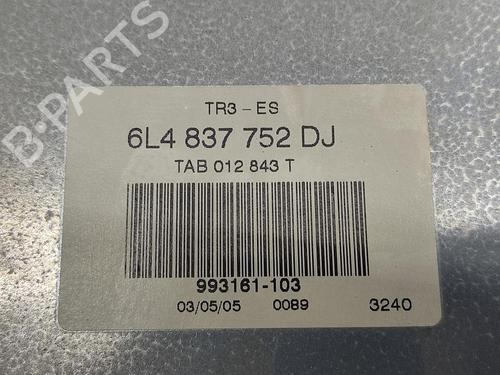 B-PARTS
TR3-ES
6L4 837 752 DJ
TAB 012 843 T
993161-103
03/05/05 0089 3240